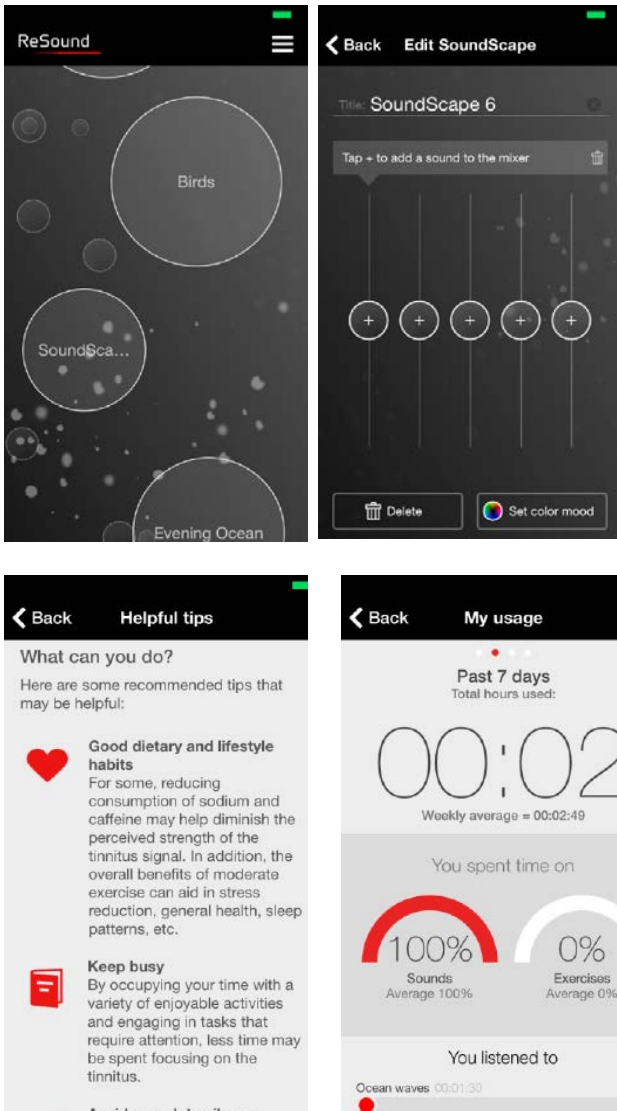 ReSound
Birds
SoundSca...
Evening Ocean
Back Edit SoundScape
Title: SoundScape 6
Tap + to add a sound to the mixer
+ + + + +
Delete Set color mood
Back Helpful tips
What can you do?
Here are some recommended tips that
may be helpful:
Good dietary and lifestyle
habits
For some, reducing
consumption of sodium and
caffeine may help diminish the
perceived strength of the
tinnitus signal. In addition, the
overall benefits of moderate
exercise can aid in stress
reduction, general health, sleep
patterns, etc.
Keep busy
By occupying your time with a
variety of enjoyable activities
and engaging in tasks that
require attention, less time may
be spent focusing on the
tinnitus.
Back My usage
Past 7 days
Total hours used:
00:02
Weekly average = 00:02:49
You spent time on
100% 0%
Sounds Exercises
Average 100% Average 0%
You listened to
Ocean waves 00:01:30